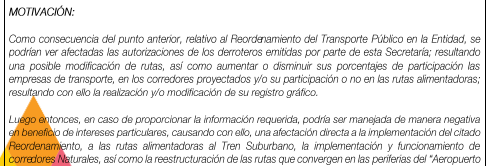 MOTIVACIÓN:
Como consecuencia del punto anterior, relativo al Reordenamiento del Transporte Público en la Entidad, se
podrían ver afectadas las autorizaciones de los derroteros emitidas por parte de esta Secretaría; resultando
una posible modificación de rutas, así como aumentar o disminuir sus porcentajes de participación las
empresas de transporte, en los corredores proyectados y/o su participación o no en las rutas alimentadoras;
resultando con ello la realización y/o modificación de su registro gráfico.
Luego entonces, en caso de proporcionar la información requerida, podría ser manejada de manera negativa
en beneficio de intereses particulares, causando con ello, una afectación directa a la implementación del citado
Reordenamiento, a las rutas alimentadoras al Tren Suburbano, la implementación y funcionamiento de
corredores Naturales, así como la reestructuración de las rutas que convergen en las periferias del "Aeropuerto